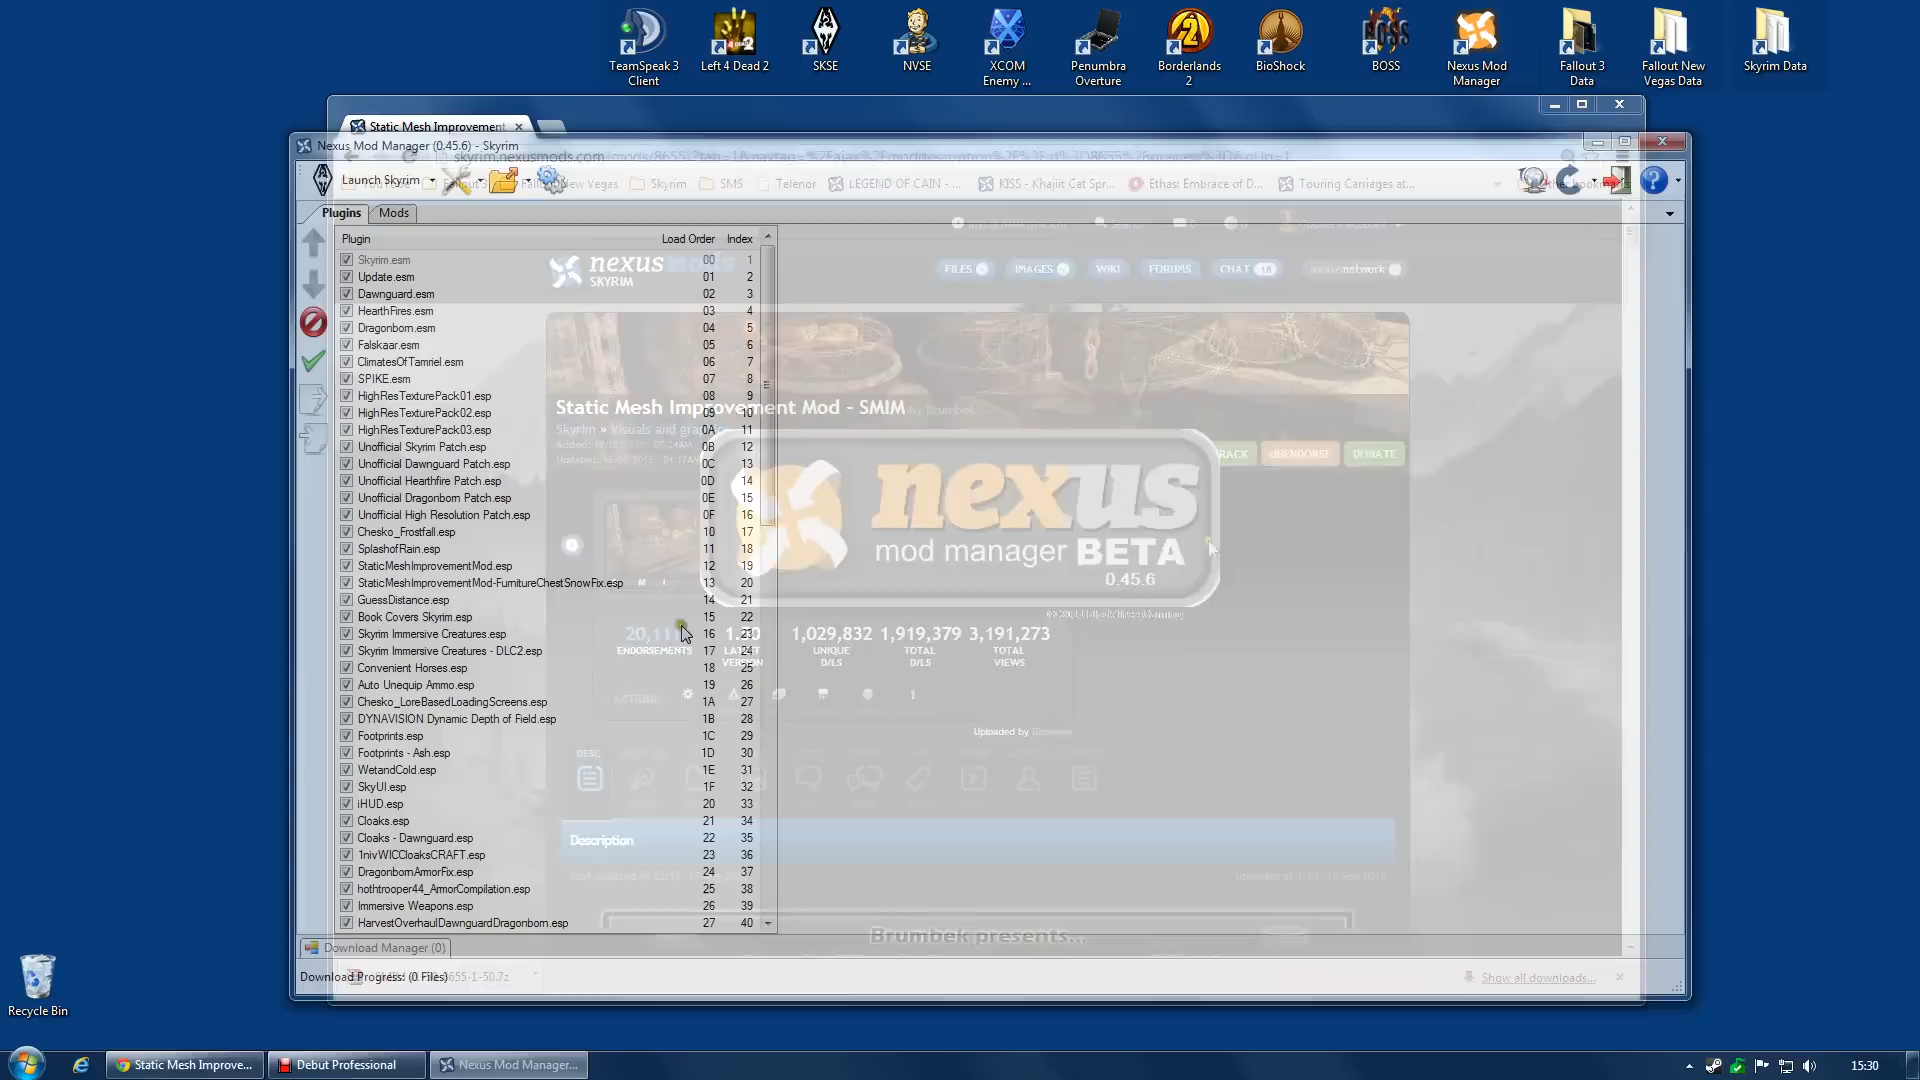 TeamSpeak 3
Client
Left 4 Dead 2
SKSE
NVSE
XCOM
Enemy ...
Penumbra
Overture
Borderlands
2
BioShock
BOSS
Nexus Mod
Manager
Fallout 3
Data
Fallout New
Vegas Data
Skyrim Data
Static Mesh Improvement
Nexus Mod Manager (0.45.6) - Skyrim
Launch Skyrim
Skyrim
SMS
Telenor
LEGEND OF CAIN - ...
KISS - Khajiit Cat Spr...
Ethas: Embrace of D...
Touring Carriages at...
Plugins
Mods
Plugin Load Order Index
Skyrim.esm 00 1
Update.esm 01 2
Dawnguard.esm 02 3
HearthFires.esm 03 4
Dragonborn.esm 04 5
Falskaar.esm 05 6
ClimatesOfTamriel.esm 06 7
SPIKE.esm 07 8
HighResTexturePack01.esp 08 9
HighResTexturePack02.esp 09 10
HighResTexturePack03.esp 0A 11
Unofficial Skyrim Patch.esp 0B 12
Unofficial Dawnguard Patch.esp 0C 13
Unofficial Hearthfire Patch.esp 0D 14
Unofficial Dragonborn Patch.esp 0E 15
Unofficial High Resolution Patch.esp 0F 16
Chesko_Frostfall.esp 10 17
SplashofRain.esp 11 18
StaticMeshImprovementMod.esp 12 19
StaticMeshImprovementMod-FurnitureChestSnowFix.esp 13 20
GuessDistance.esp 14 21
Book Covers Skyrim.esp 15 22
Skyrim Immersive Creatures.esp 16 23
Skyrim Immersive Creatures - DLC2.esp 17 24
Convenient Horses.esp 18 25
Auto Unequip Ammo.esp 19 26
Chesko_LoreBasedLoadingScreens.esp 1A 27
DYNAVISION Dynamic Depth of Field.esp 1B 28
Footprints.esp 1C 29
Footprints - Ash.esp 1D 30
WetandCold.esp 1E 31
SkyUI.esp 1F 32
iHUD.esp 20 33
Cloaks.esp 21 34
Cloaks - Dawnguard.esp 22 35
1nivWICCloaksCRAFT.esp 23 36
DragonbornArmorFix.esp 24 37
hothtrooper44_ArmorCompilation.esp 25 38
Immersive Weapons.esp 26 39
HarvestOverhaulDawnguardDragonborn.esp 27 40
nexus
SKYRIM
FILES
IMAGES
WIKI
FORUMS
CHAT 18
network
Static Mesh Improvement Mod - SMIM by Brumbek
Skyrim » Visuals and graphics
DONATE
nexus
mod manager BETA
0.45.6
ENDORSEMENTS
LATEST
VERSION
1,029,832
UNIQUE
D/LS
1,919,379
TOTAL
D/LS
3,191,273
TOTAL
VIEWS
ACTIONS
Uploaded by
DESC
Description
Brumbek presents...
Download Manager (0)
Download Progress: (0 Files)
Show all downloads...
Recycle Bin
Static Mesh Improve...
Debut Professional
Nexus Mod Manager...
15:30